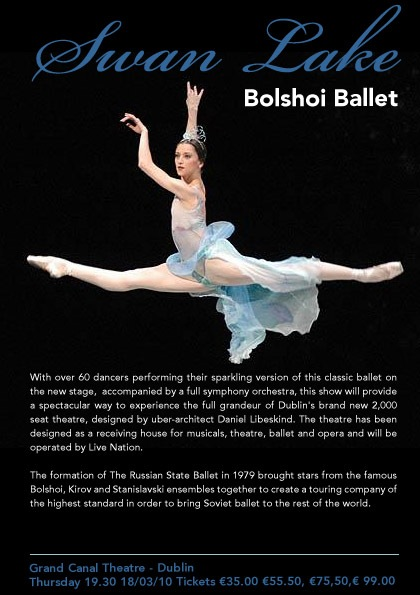 Swan Lake
Bolshoi Ballet
With over 60 dancers performing their sparkling version of this classic ballet on
the new stage, accompanied by a full symphony orchestra, this show will provide
a spectacular way to experience the full grandeur of Dublin's brand new 2,000
seat theatre, designed by uber-architect Daniel Libeskind. The theatre has been
designed as a receiving house for musicals, theatre, ballet and opera and will be
operated by Live Nation.
The formation of The Russian State Ballet in 1979 brought stars from the famous
Bolshoi, Kirov and Stanislavski ensembles together to create a touring company of
the highest standard in order to bring Soviet ballet to the rest of the world.
Grand Canal Theatre - Dublin
Thursday 19.30 18/03/10 Tickets €35.00 €55.50, €75,50,€ 99.00